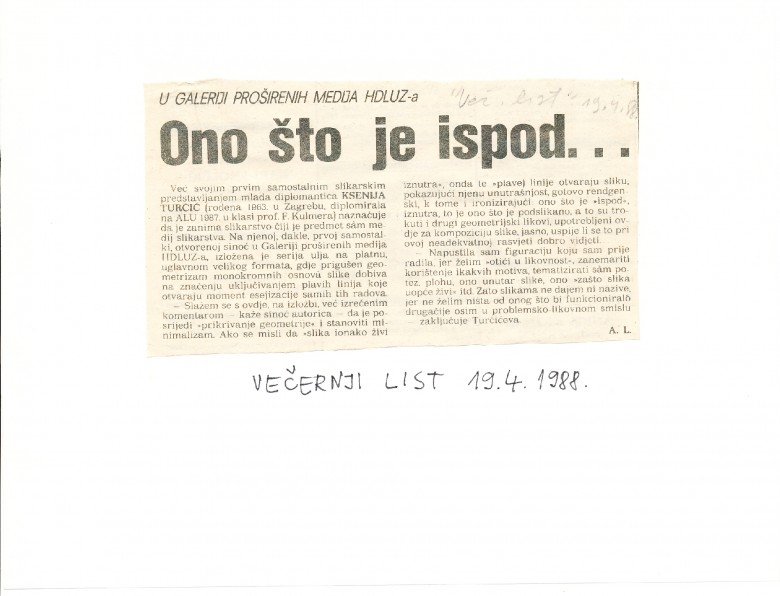 U GALERIJI PROŠIRENIH MEDIJA HDLUZ-a
"Več. list" 19.4.88
Ono što je ispod...
Već svojim prvim samostalnim slikarskim
predstavljanjem mlada diplomantica KSENIJA
TURČIĆ (rođena 1963. u Zagrebu, diplomirala
na ALU 1987. u klasi prof. F. Kulmera) naznačuje
da je zanima slikarstvo čiji je predmet sâm me-
dij slikarstva. Na njenoj, dakle, prvoj samostal-
ki, otvorenoj sinoć u Galeriji proširenih medija
HDLUZ-a, izložena je serija ulja na platnu,
uglavnom velikog formata, gdje prigušen geo-
metrizam monokromnih osnova slike dobiva
na značenju uključivanjem plavih linija koje
otvaraju moment esejizacije samih tih radova.
— Slažem se s ovdje, na izložbi, već izrečenim
komentarom — kaže sinoć autorica — da je po-
srijedi »prikrivanje geometrije« i stanoviti mi-
nimalizam. Ako se misli da »slika ionako živi
iznutra«, onda te »plave« linije otvaraju sliku,
pokazujući njenu unutrašnjost, gotovo rendgen-
ski, k tome i ironizirajući: ono što je »ispod«,
iznutra, to je ono što je podslikano, a to su tro-
kuti i drugi geometrijski likovi, upotrebljeni ov-
dje za kompoziciju slike, jasno, uspije li se to pri
ovoj neadekvatnoj rasvjeti dobro vidjeti.
— Napustila sam figuraciju koju sam prije
radila, jer želim »otići u likovnost«, zanemariti
korištenje ikakvih motiva, tematizirati sâm po-
tez, plohu, ono unutar slike, ono »zašto slika
uopće živi« itd. Zato slikama ne dajem ni nazive,
jer ne želim ništa od onog što bi funkcioniralo
drugačije osim u problemsko-likovnom smislu
— zaključuje Turčićeva.
A. L.
VEČERNJI LIST 19.4.1988.